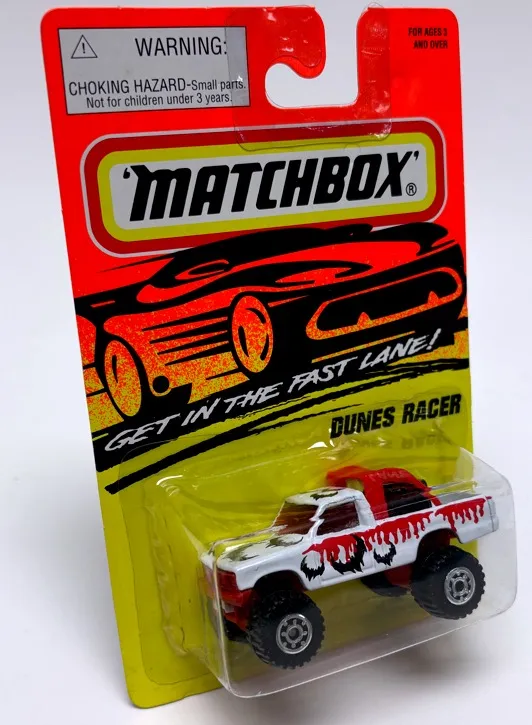 WARNING:
CHOKING HAZARD-Small parts.
Not for children under 3 years.
FOR AGES 3
AND OVER
'MATCHBOX'®
GET IN THE FAST LANE!
DUNES RACER